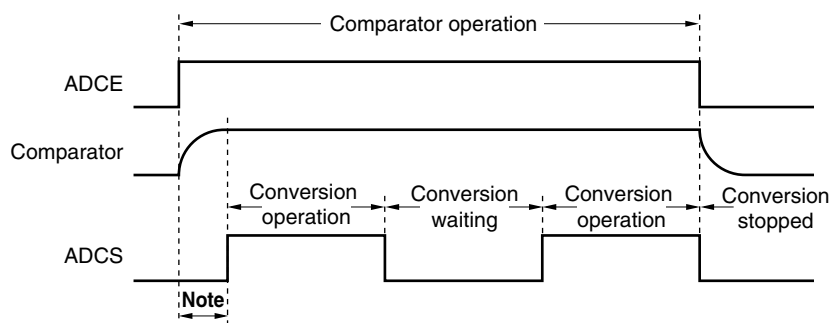 Comparator operation
ADCE
Comparator
Conversion operation
Conversion waiting
Conversion operation
Conversion stopped
ADCS
Note